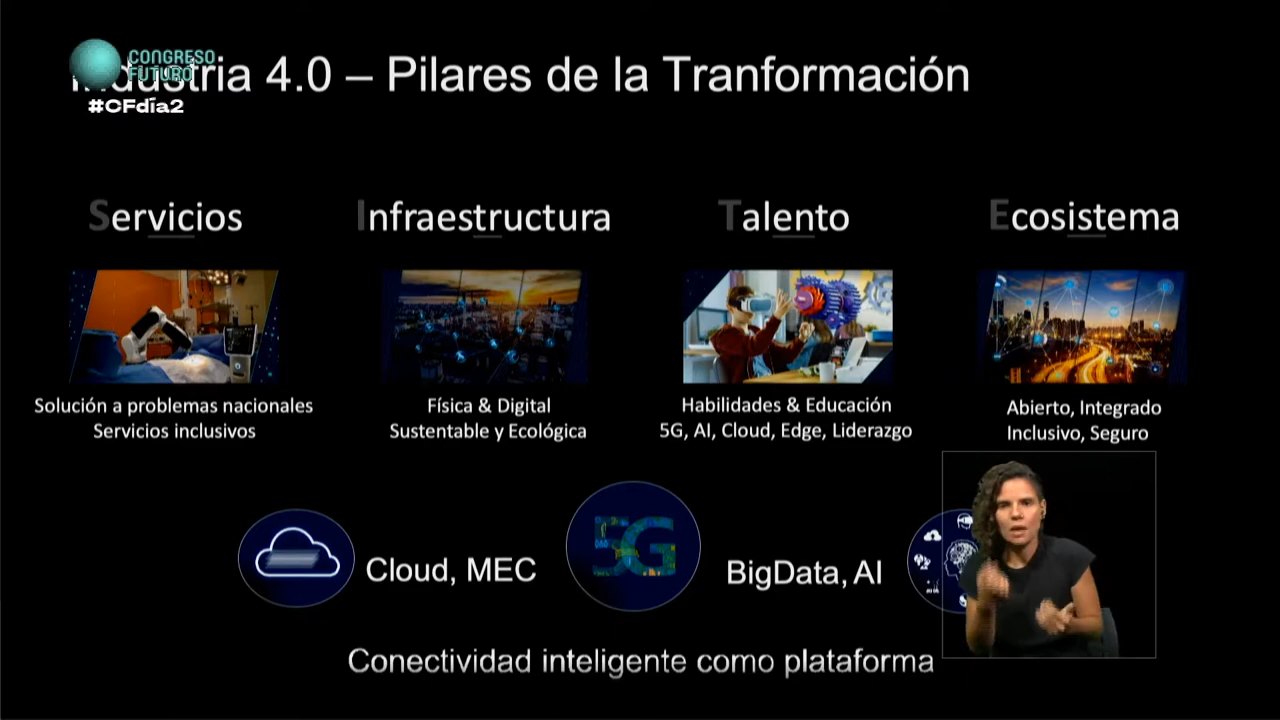 CONGRESO
FUTURO
#CFdía2
Industria 4.0 – Pilares de la Tranformación
Servicios
Infraestructura
Talento
Ecosistema
Solución a problemas nacionales
Servicios inclusivos
Física & Digital
Sustentable y Ecológica
Habilidades & Educación
5G, AI, Cloud, Edge, Liderazgo
Abierto, Integrado
Inclusivo, Seguro
Cloud, MEC
5G
BigData, AI
Conectividad inteligente como plataforma